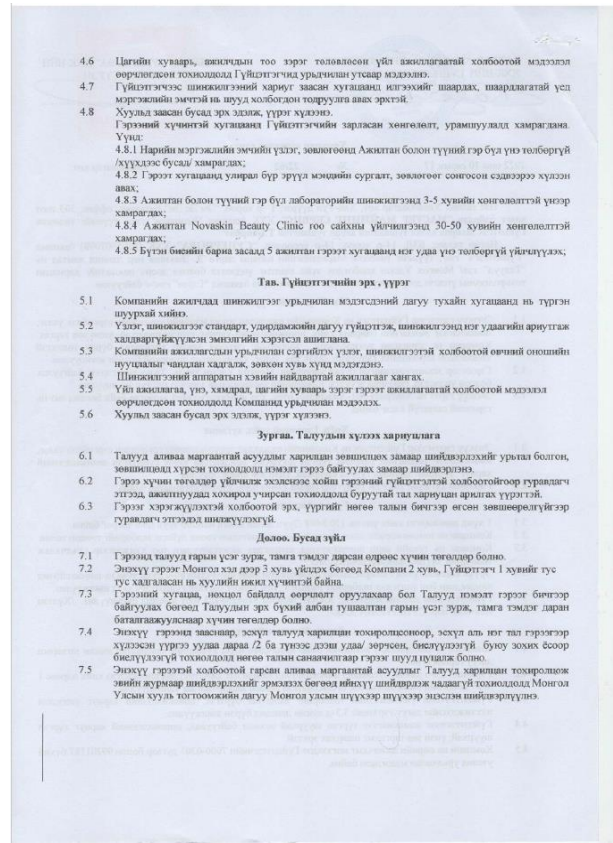 4.6 Цагийн хуваарь, ажилчдын тоо зэрэг төлөвлөсөн үйл ажиллагаатай холбоотой мэдээлэл
өөрчлөгдсөн тохиолдолд Гүйцэтгэгчид урьдчилан утсаар мэдээлнэ.
4.7 Гүйцэтгэгчээс шинжилгээний хариуг заасан хугацаанд илгээхийг шаардах, шаардлагатай үед
мэргэжлийн эмчтэй нь шууд холбогдон тодруулга авах эрхтэй.
4.8 Хуульд заасан бусад эрх эдэлж, үүрэг хүлээнэ.
Гэрээний хүчинтэй хугацаанд Гүйцэтгэгчийн зарласан хөнгөлөлт, урамшуулалд хамрагдана.
Үүнд:
4.8.1 Нарийн мэргэжлийн эмчийн үзлэг, зөвлөгөөнд Ажилтан болон түүний гэр бүл үнэ төлбөргүй
/хүүхдээс бусад/ хамрагдах;
4.8.2 Гэрээт хугацаанд улирал бүр эрүүл мэндийн сургалт, зөвлөгөөг сонгосон сэдвээрээ хүлээн
авах;
4.8.3 Ажилтан болон түүний гэр бүл лабораторийн шинжилгээнд 3-5 хувийн хөнгөлөлттэй үнээр
хамрагдах;
4.8.4 Ажилтан Novaskin Beauty Clinic гоо сайхны үйлчилгээнд 30-50 хувийн хөнгөлөлттэй
хамрагдах;
4.8.5 Бүтэн биеийн бариа засалд 5 ажилтан гэрээт хугацаанд нэг удаа үнэ төлбөргүй үйлчлүүлэх;
Тав. Гүйцэтгэгчийн эрх , үүрэг
5.1 Компанийн ажилчдад шинжилгээг урьдчилан мэдэгдсэний дагуу тухайн хугацаанд нь түргэн
шуурхай хийнэ.
5.2 Үзлэг, шинжилгээг стандарт, удирдамжийн дагуу гүйцэтгэж, шинжилгээнд нэг удаагийн ариутгаж
халдваргүйжүүлсэн эмнэлгийн хэрэгсэл ашиглана.
5.3 Компанийн ажиллагсдын урьдчилан сэргийлэх үзлэг, шинжилгээтэй холбоотой өвчний оношийн
нууцлалыг чандлан хадгалж, зөвхөн хувь хүнд мэдэгдэнэ.
5.4 Шинжилгээний аппаратын хэвийн найдвартай ажиллагааг хангах.
5.5 Үйл ажиллагаа, үнэ, хямдрал, цагийн хуваарь зэрэг гэрээт ажиллагаатай холбоотой мэдээлэл
өөрчлөгдсөн тохиолдолд Компанид урьдчилан мэдээлэх.
5.6 Хуульд заасан бусад эрх эдэлж, үүрэг хүлээнэ.
Зургаа. Талуудын хүлээх хариуцлага
6.1 Талууд аливаа маргаантай асуудлыг харилцан зөвшилцөх замаар шийдвэрлэхийг урьтал болгон,
зөвшилцөлд хүрсэн тохиолдолд нэмэлт гэрээ байгуулах замаар шийдвэрлэнэ.
6.2 Гэрээ хүчин төгөлдөр үйлчилж эхэлснээс хойш гэрээний гүйцэтгэлтэй холбоотойгоор гуравдагч
этгээд, ажилтнуудад хохирол учирсан тохиолдолд буруутай тал хариуцан арилгах үүрэгтэй.
6.3 Гэрээг хэрэгжүүлэхтэй холбоотой эрх, үүргийг нөгөө талын бичгээр өгсөн зөвшөөрөлгүйгээр
гуравдагч этгээдэд шилжүүлэхгүй.
Долоо. Бусад зүйл
7.1 Гэрээнд талууд гарын үсэг зурж, тамга тэмдэг дарсан өдрөөс хүчин төгөлдөр болно.
7.2 Энэхүү гэрээг Монгол хэл дээр 3 хувь үйлдэх бөгөөд Компани 2 хувь, Гүйцэтгэгч 1 хувийг тус
тус хадгаласан нь хуулийн ижил хүчинтэй байна.
7.3 Гэрээний хугацаа, нөхцөл байдалд өөрчлөлт оруулахаар бол Талууд нэмэлт гэрээг бичгээр
байгуулах бөгөөд Талуудын эрх бүхий албан тушаалтан гарын үсэг зурж, тамга тэмдэг даран
баталгаажуулснаар хүчин төгөлдөр болно.
7.4 Энэхүү гэрээнд зааснаар, эсхүл талууд харилцан тохиролцсоноор, эсхүл аль нэг тал гэрээгээр
хүлээсэн үүргээ удаа дараа /2 ба түүнээс дээш удаа/ зөрчсөн, биелүүлээгүй буюу зохих ёсоор
биелүүлээгүй тохиолдолд нөгөө талын санаачилгаар гэрээг шууд цуцалж болно.
7.5 Энэхүү гэрээтэй холбоотой гарсан аливаа маргаантай асуудлыг Талууд харилцан тохиролцож
эвийн журмаар шийдвэрлэхийг эрмэлзэх бөгөөд ийнхүү шийдвэрлэж чадаагүй тохиолдолд Монгол
Улсын хууль тогтоомжийн дагуу Монгол улсын шүүхээр шүүхээр эцэслэн шийдвэрлүүлнэ.